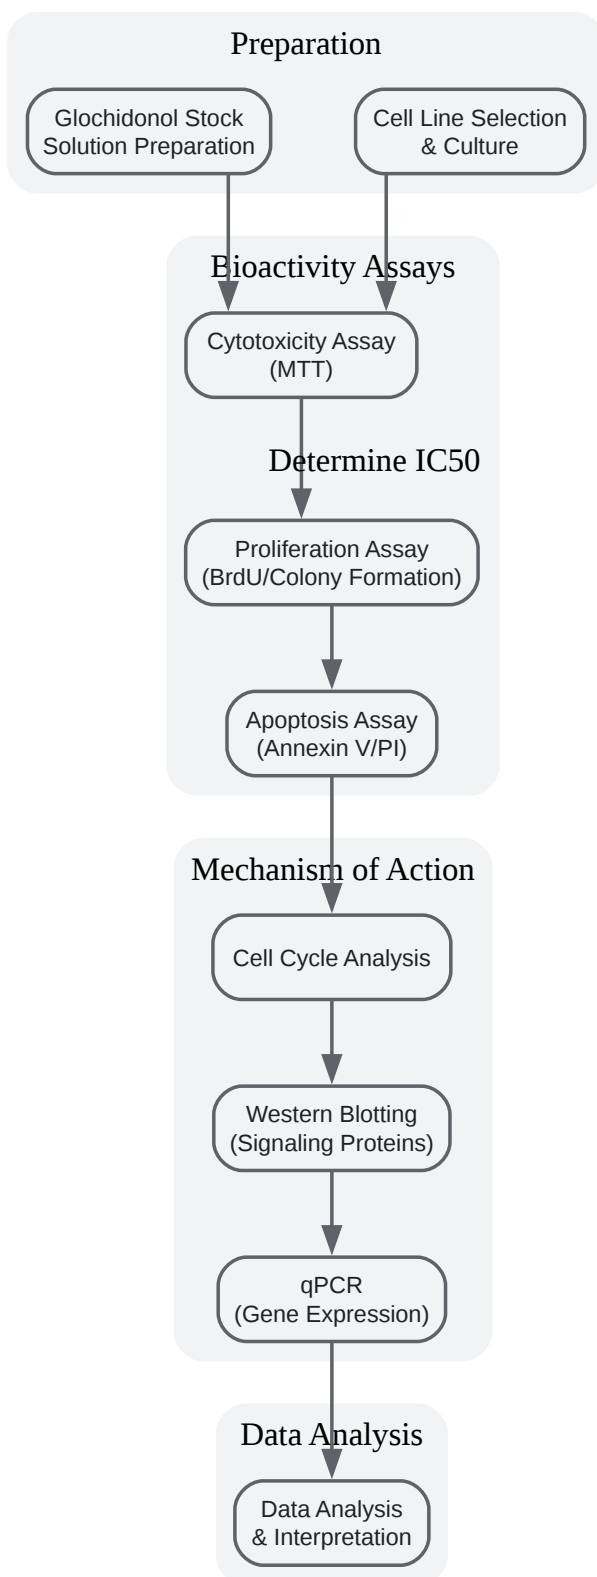 Preparation
Glochidonol Stock
Solution Preparation
Cell Line Selection
& Culture
Bioactivity Assays
Cytotoxicity Assay
(MTT)
Determine IC50
Proliferation Assay
(BrdU/Colony Formation)
Apoptosis Assay
(Annexin V/PI)
Mechanism of Action
Cell Cycle Analysis
Western Blotting
(Signaling Proteins)
qPCR
(Gene Expression)
Data Analysis
Data Analysis
& Interpretation